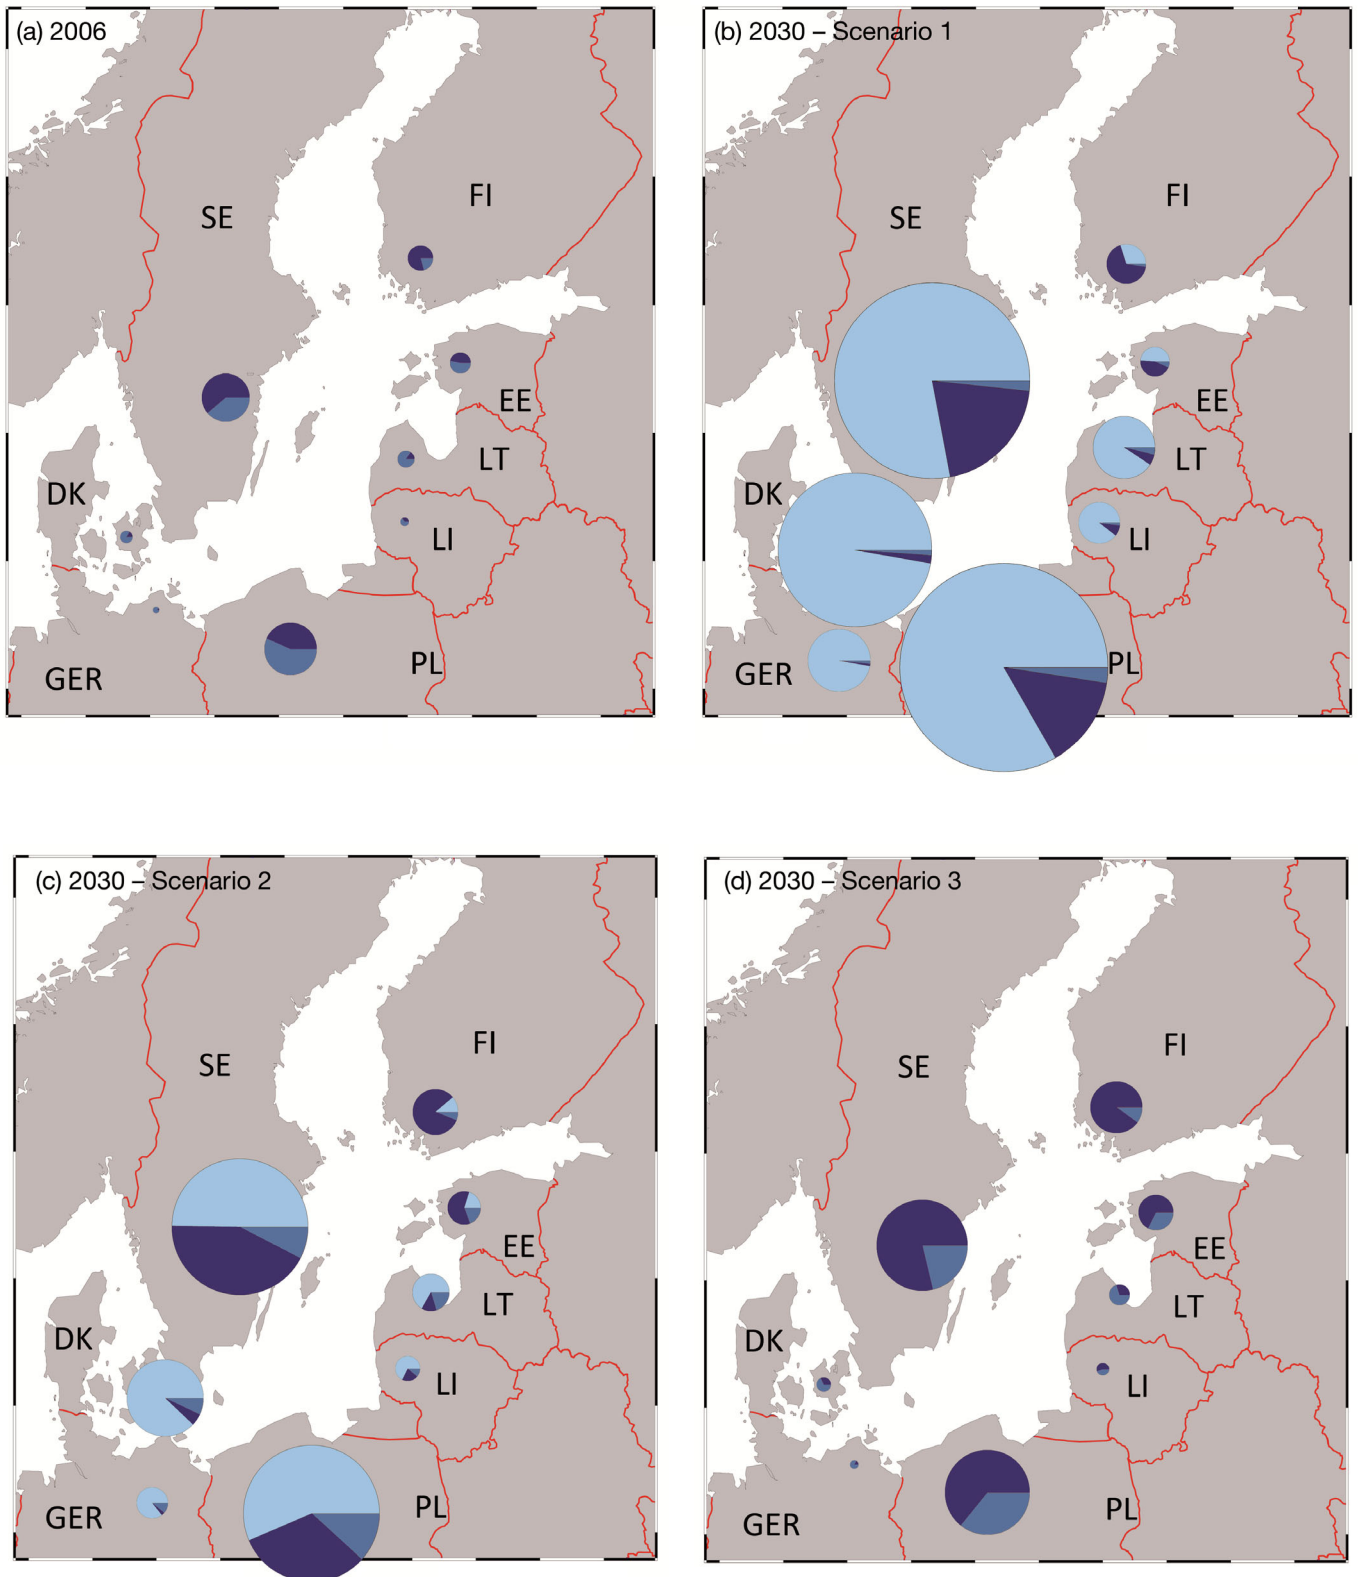 (a) 2006
SE
FI
EE
LT
DK
LI
GER
PL
(b) 2030 – Scenario 1
SE
FI
EE
LT
DK
LI
GER
PL
(c) 2030 – Scenario 2
SE
FI
EE
LT
DK
LI
GER
PL
(d) 2030 – Scenario 3
SE
FI
EE
LT
DK
LI
GER
PL